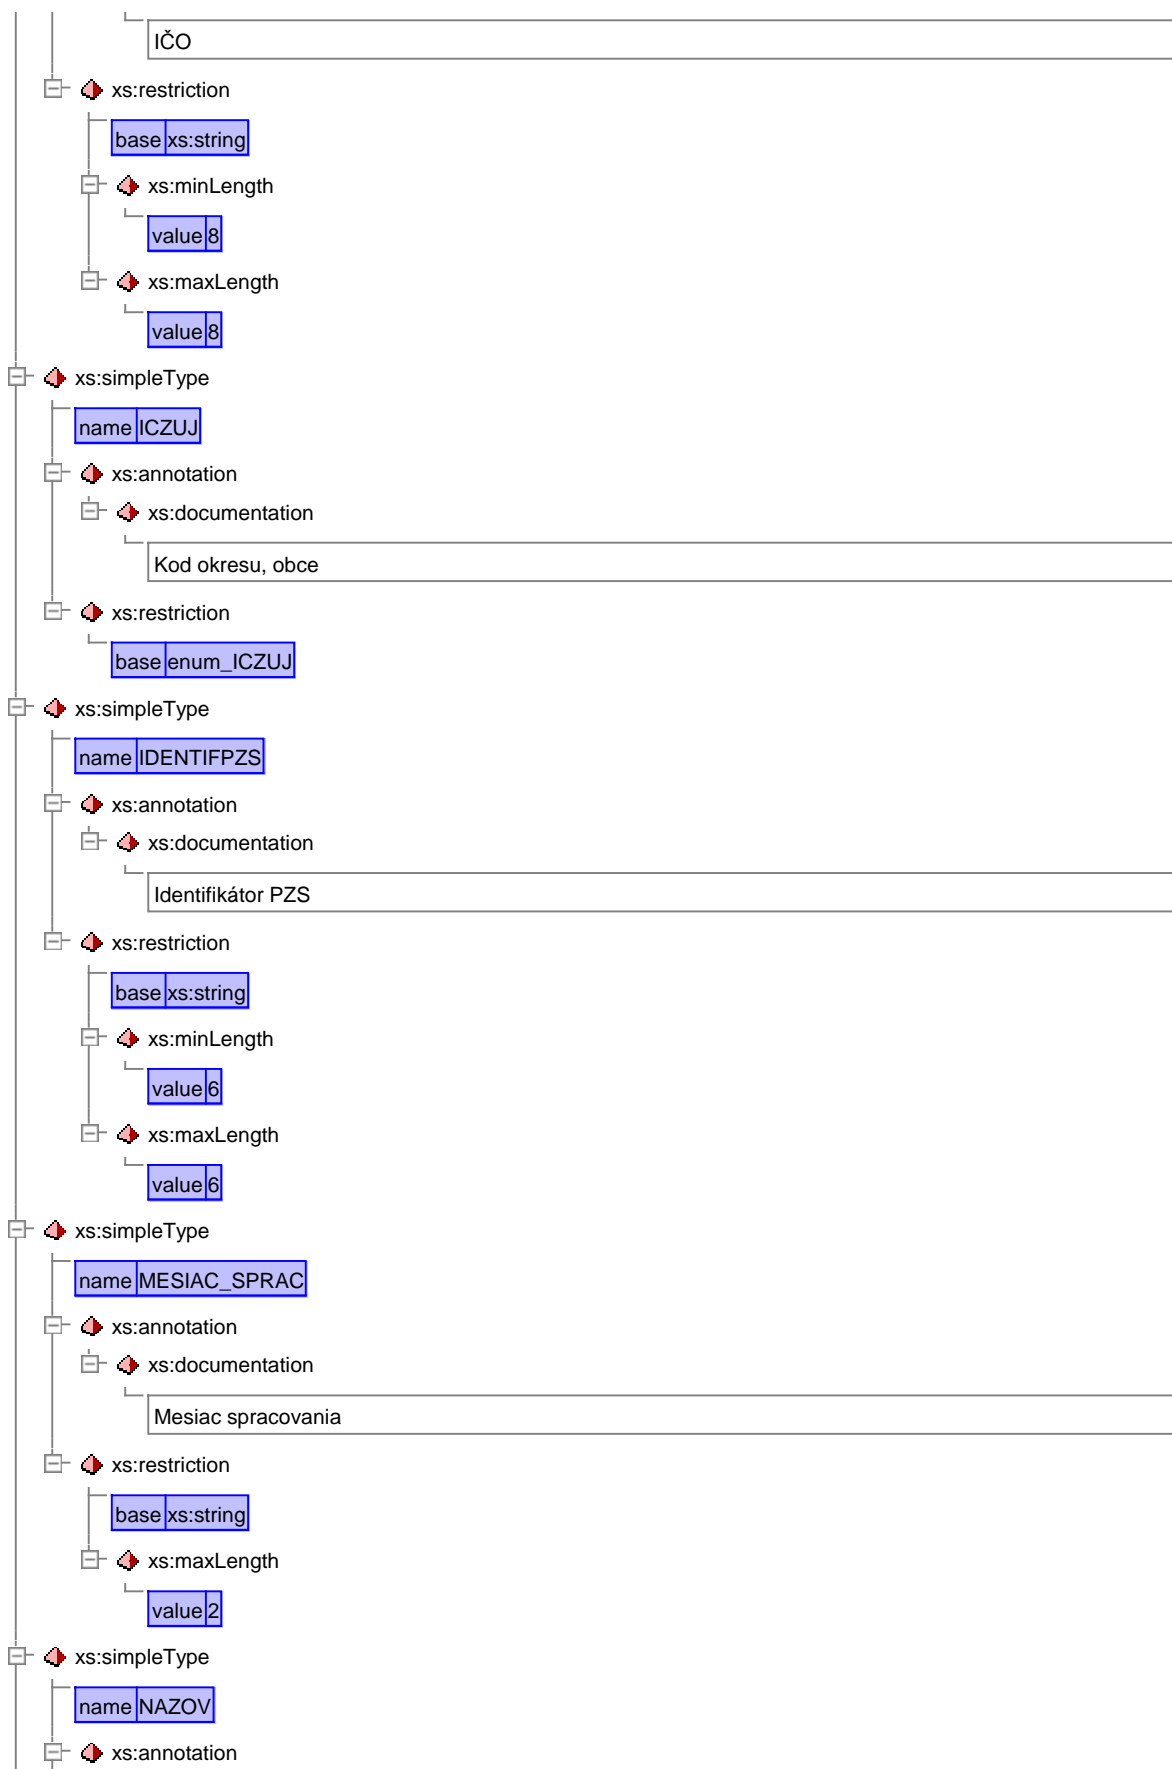 IČO
xs:restriction
base xs:string
xs:minLength
value 8
xs:maxLength
value 8
xs:simpleType
name ICZUJ
xs:annotation
xs:documentation
Kod okresu, obce
xs:restriction
base enum_ICZUJ
xs:simpleType
name IDENTIFPZS
xs:annotation
xs:documentation
Identifikátor PZS
xs:restriction
base xs:string
xs:minLength
value 6
xs:maxLength
value 6
xs:simpleType
name MESIAC_SPRAC
xs:annotation
xs:documentation
Mesiac spracovania
xs:restriction
base xs:string
xs:maxLength
value 2
xs:simpleType
name NAZOV
xs:annotation